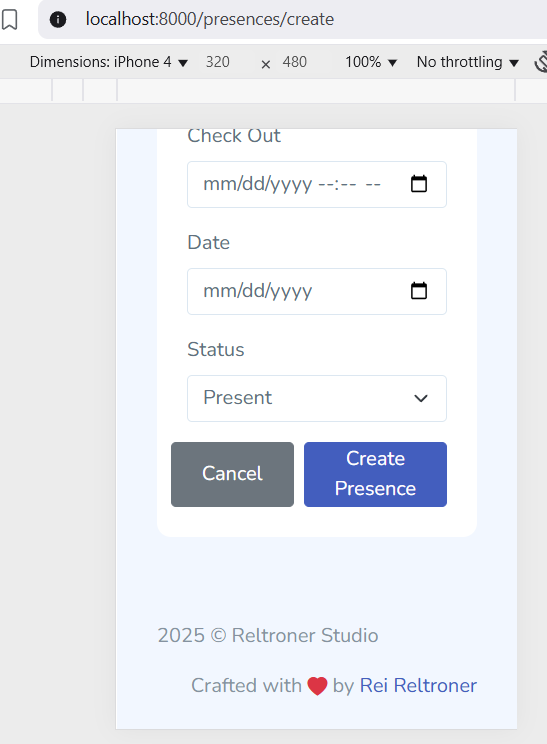 localhost:8000/presences/create
Dimensions: iPhone 4 320 × 480 100% No throttling
Check Out
mm/dd/yyyy --:-- --
Date
mm/dd/yyyy
Status
Present
Cancel
Create
Presence
2025 © Reltroner Studio
Crafted with ❤️ by Rei Reltroner